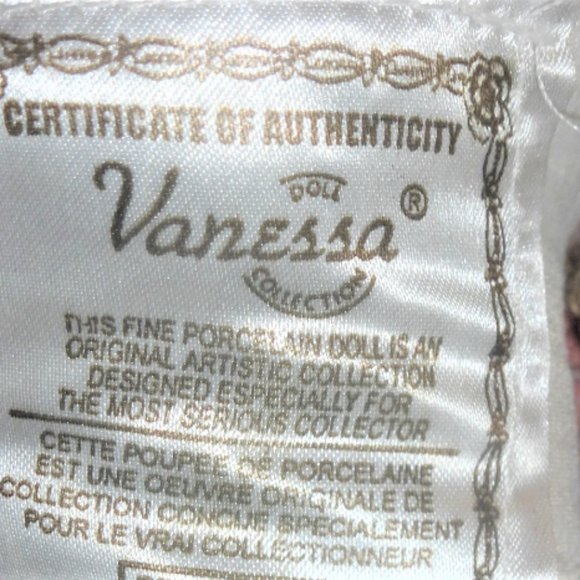 CERTIFICATE OF AUTHENTICITY
DOLL
Vanessa®
COLLECTION
THIS FINE PORCELAIN DOLL IS AN
ORIGINAL ARTISTIC COLLECTION
DESIGNED ESPECIALLY FOR
THE MOST SERIOUS COLLECTOR
CETTE POUPEE DE PORCELAINE
EST UNE OEUVRE ORIGINALE DE
COLLECTION CONCUE SPECIALEMENT
POUR LE VRAI COLLECTIONNEUR